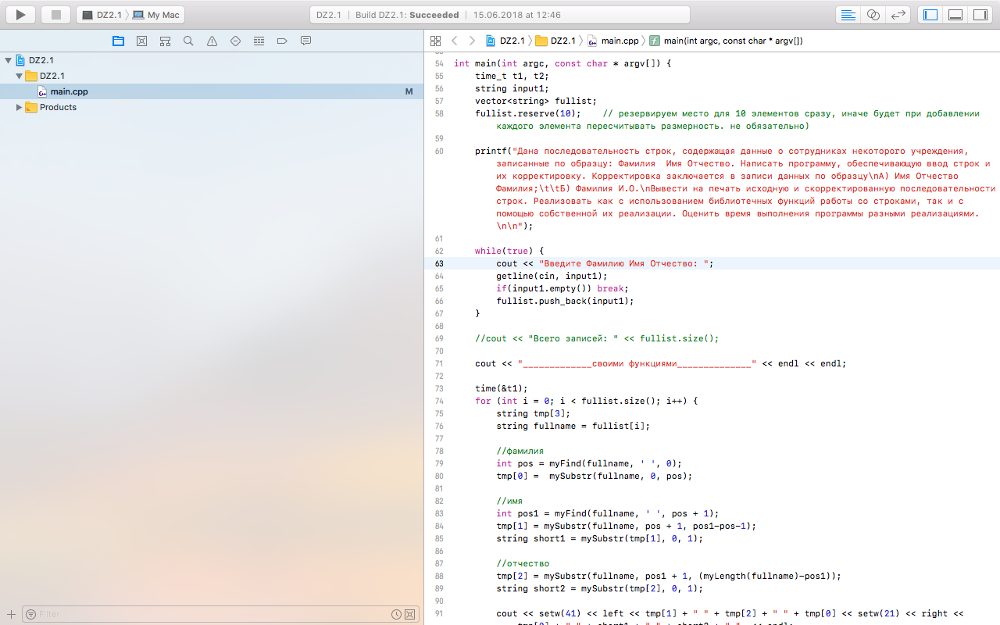 DZ2.1 My Mac
DZ2.1 | Build DZ2.1: Succeeded | 15.06.2018 at 12:46
DZ2.1 DZ2.1 main.cpp main(int argc, const char * argv[])
DZ2.1
DZ2.1
main.cpp M
Products
Filter
54 int main(int argc, const char * argv[]) {
55 time_t t1, t2;
56 string input1;
57 vector<string> fullist;
58 fullist.reserve(10); // резервируем место для 10 элементов сразу, иначе будет при добавлении
каждого элемента пересчитывать размерность. не обязательно)
59
60 printf("Дана последовательность строк, содержащая данные о сотрудниках некоторого учреждения,
записанные по образцу: Фамилия  Имя Отчество. Написать программу, обеспечивающую ввод строк и
их корректировку. Корректировка заключается в записи данных по образцу\nА) Имя Отчество
Фамилия;\t\tБ) Фамилия И.О.\nВывести на печать исходную и скорректированную последовательности
строк. Реализовать как с использованием библиотечных функций работы со строками, так и с
помощью собственной их реализации. Оценить время выполнения программы разными реализациями.
\n\n");
61
62 while(true) {
63 cout << "Введите Фамилию Имя Отчество: ";
64 getline(cin, input1);
65 if(input1.empty()) break;
66 fullist.push_back(input1);
67 }
68
69 //cout << "Всего записей: " << fullist.size();
70
71 cout << "_____________своими функциями______________" << endl << endl;
72
73 time(&t1);
74 for (int i = 0; i < fullist.size(); i++) {
75 string tmp[3];
76 string fullname = fullist[i];
77
78 //фамилия
79 int pos = myFind(fullname, ' ', 0);
80 tmp[0] =  mySubstr(fullname, 0, pos);
81
82 //имя
83 int pos1 = myFind(fullname, ' ', pos + 1);
84 tmp[1] = mySubstr(fullname, pos + 1, pos1-pos-1);
85 string short1 = mySubstr(tmp[1], 0, 1);
86
87 //отчество
88 tmp[2] = mySubstr(fullname, pos1 + 1, (myLength(fullname)-pos1));
89 string short2 = mySubstr(tmp[2], 0, 1);
90
91 cout << setw(41) << left << tmp[1] + " " + tmp[2] + " " + tmp[0] << setw(21) << right <<